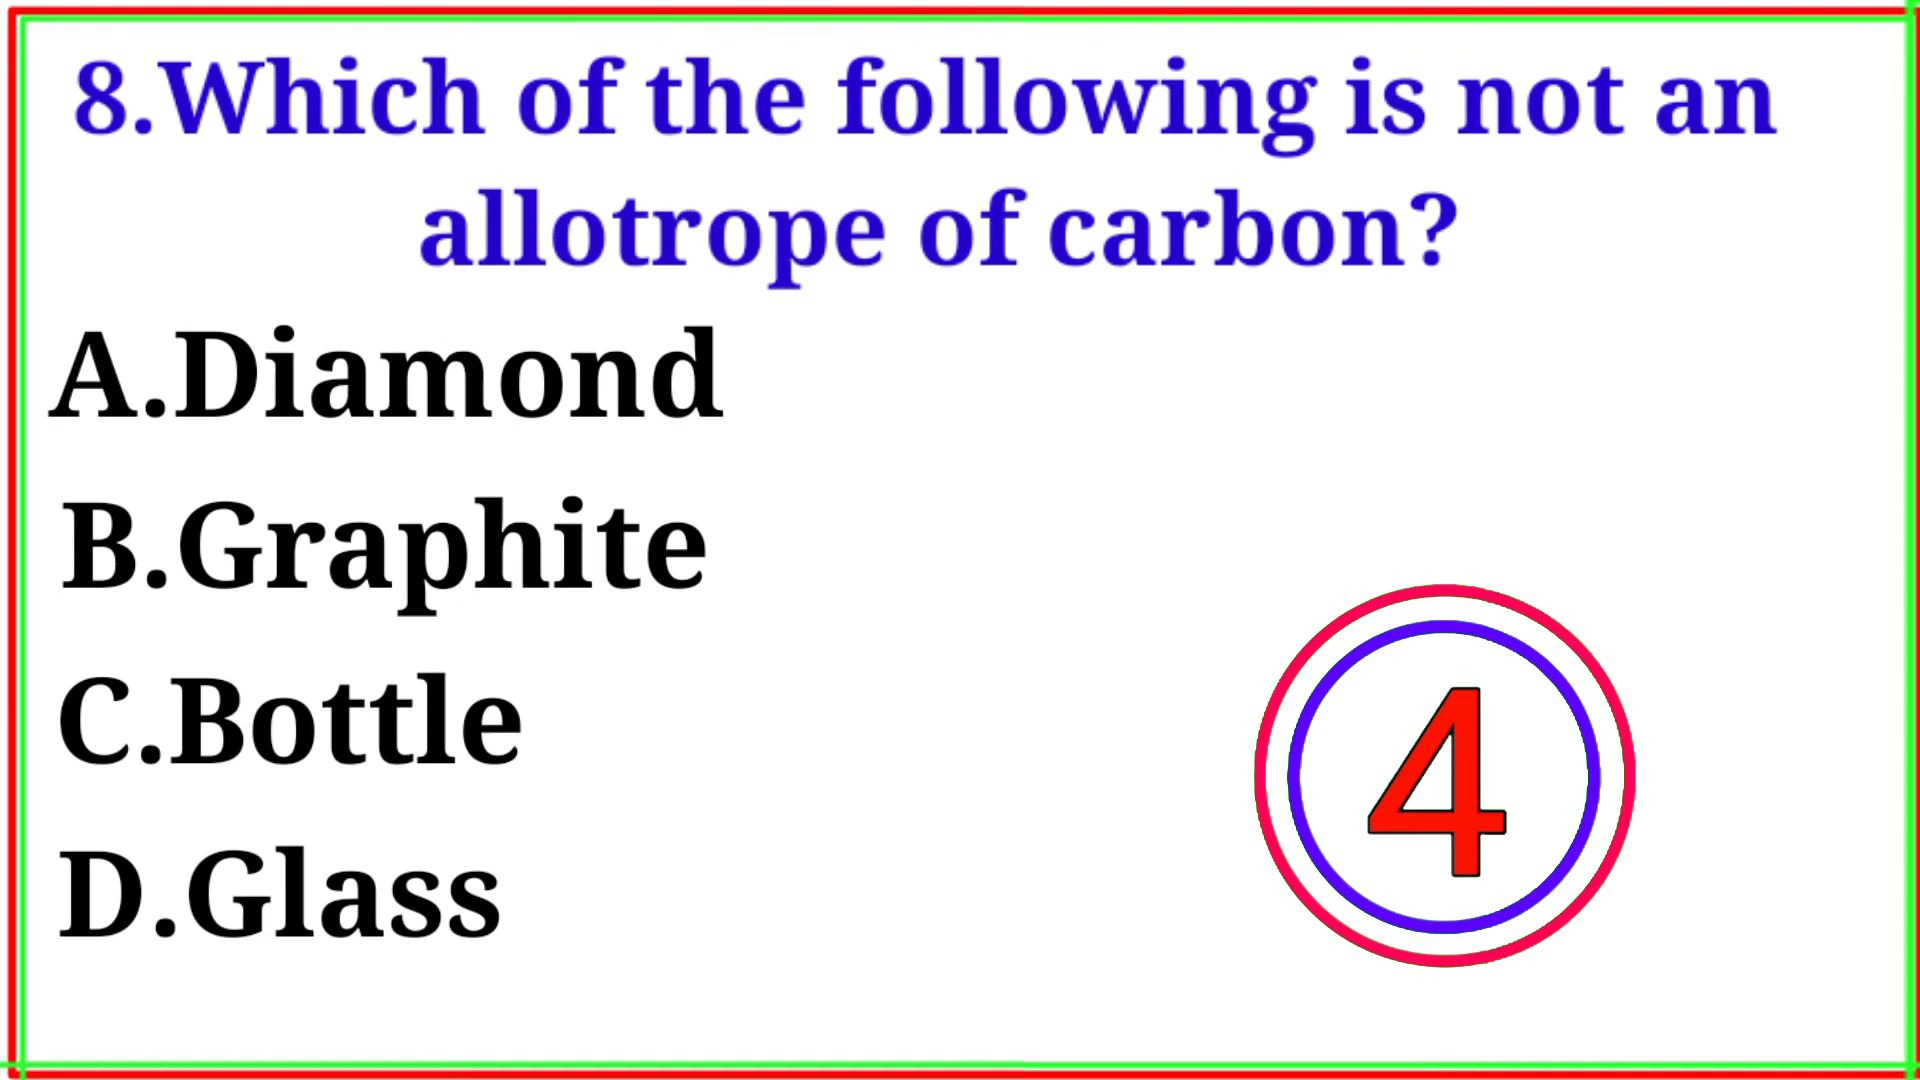 8.Which of the following is not an
allotrope of carbon?
A.Diamond
B.Graphite
C.Bottle
D.Glass
4